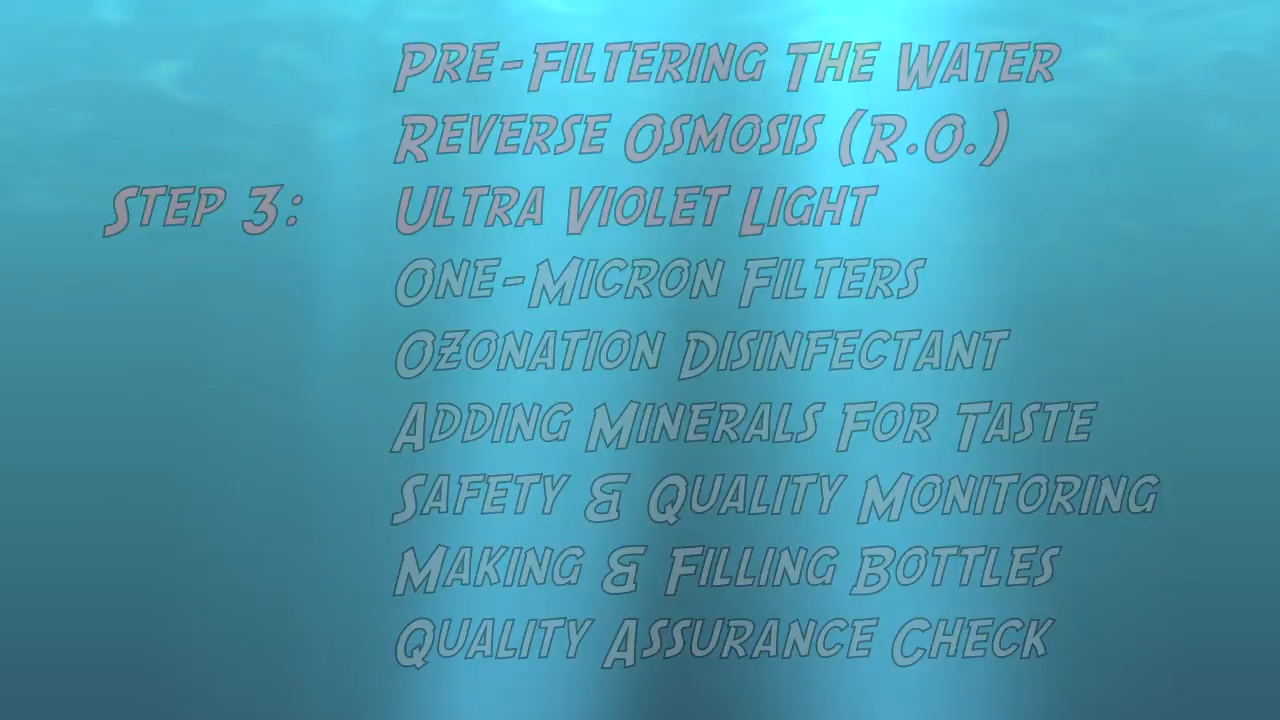 Pre-Filtering The Water
Reverse Osmosis (R.O.)
Step 3: Ultra Violet Light
One-Micron Filters
Ozonation Disinfectant
Adding Minerals For Taste
Safety & Quality Monitoring
Making & Filling Bottles
Quality Assurance Check